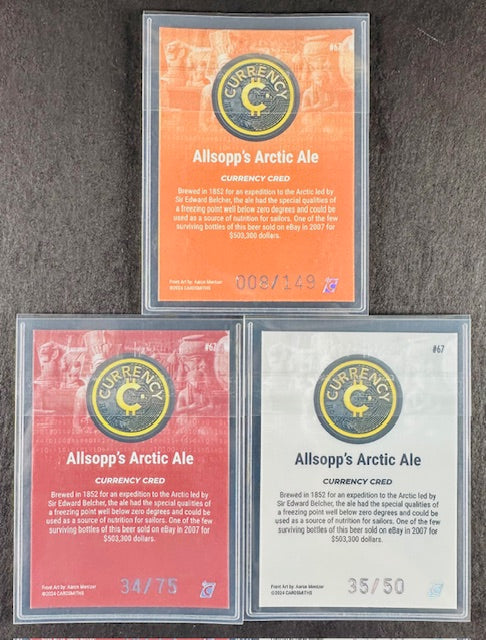 #67
CURRENCY
C
Allsopp's Arctic Ale
CURRENCY CRED
Brewed in 1852 for an expedition to the Arctic led by
Sir Edward Belcher, the ale had the special qualities of
a freezing point well below zero degrees and could be
used as a source of nutrition for sailors. One of the few
surviving bottles of this beer sold on eBay in 2007 for
$503,300 dollars.
Front Art by: Aaron Mentzer
©2024 CARDSMITHS
008/149
#67
CURRENCY
C
Allsopp's Arctic Ale
CURRENCY CRED
Brewed in 1852 for an expedition to the Arctic led by
Sir Edward Belcher, the ale had the special qualities of
a freezing point well below zero degrees and could be
used as a source of nutrition for sailors. One of the few
surviving bottles of this beer sold on eBay in 2007 for
$503,300 dollars.
Front Art by: Aaron Mentzer
©2024 CARDSMITHS
34/75
#67
CURRENCY
C
Allsopp's Arctic Ale
CURRENCY CRED
Brewed in 1852 for an expedition to the Arctic led by
Sir Edward Belcher, the ale had the special qualities of
a freezing point well below zero degrees and could be
used as a source of nutrition for sailors. One of the few
surviving bottles of this beer sold on eBay in 2007 for
$503,300 dollars.
Front Art by: Aaron Mentzer
©2024 CARDSMITHS
35/50